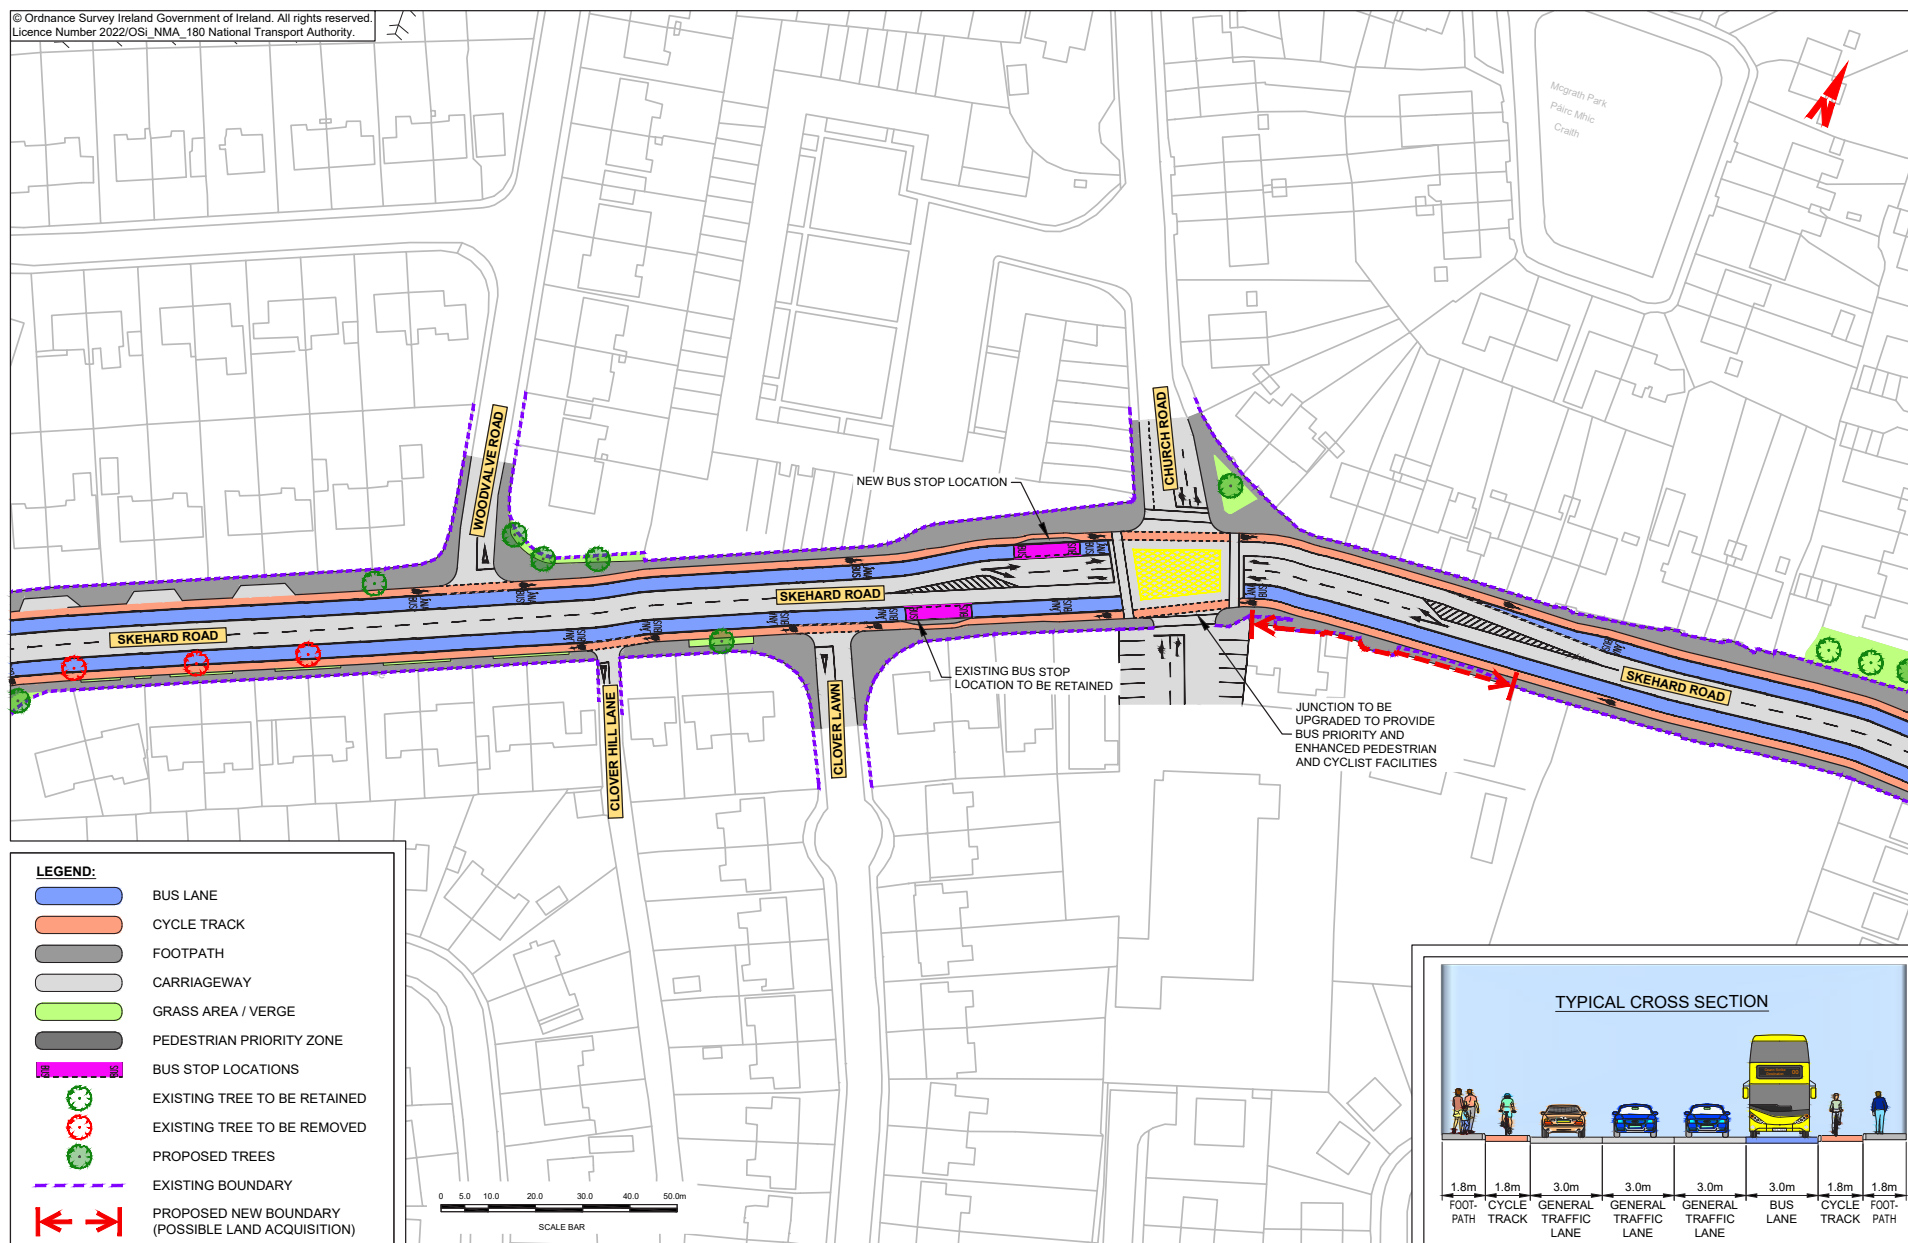 © Ordnance Survey Ireland Government of Ireland. All rights reserved.
Licence Number 2022/OSi_NMA_180 National Transport Authority.
Mcgrath Park
Páirc Mhic
Craith
N
WOODVALVE ROAD
CHURCH ROAD
NEW BUS STOP LOCATION
SKEHARD ROAD
SKEHARD ROAD
SKEHARD ROAD
EXISTING BUS STOP
LOCATION TO BE RETAINED
CLOVER HILL LANE
CLOVER LAWN
JUNCTION TO BE
UPGRADED TO PROVIDE
BUS PRIORITY AND
ENHANCED PEDESTRIAN
AND CYCLIST FACILITIES
LEGEND:
BUS LANE
CYCLE TRACK
FOOTPATH
CARRIAGEWAY
GRASS AREA / VERGE
PEDESTRIAN PRIORITY ZONE
BUS STOP LOCATIONS
EXISTING TREE TO BE RETAINED
EXISTING TREE TO BE REMOVED
PROPOSED TREES
EXISTING BOUNDARY
PROPOSED NEW BOUNDARY
(POSSIBLE LAND ACQUISITION)
0 5.0 10.0 20.0 30.0 40.0 50.0m
SCALE BAR
TYPICAL CROSS SECTION
1.8m 1.8m 3.0m 3.0m 3.0m 3.0m 1.8m 1.8m
FOOT- CYCLE GENERAL GENERAL GENERAL BUS CYCLE FOOT-
PATH TRACK TRAFFIC TRAFFIC TRAFFIC LANE TRACK PATH
LANE LANE LANE